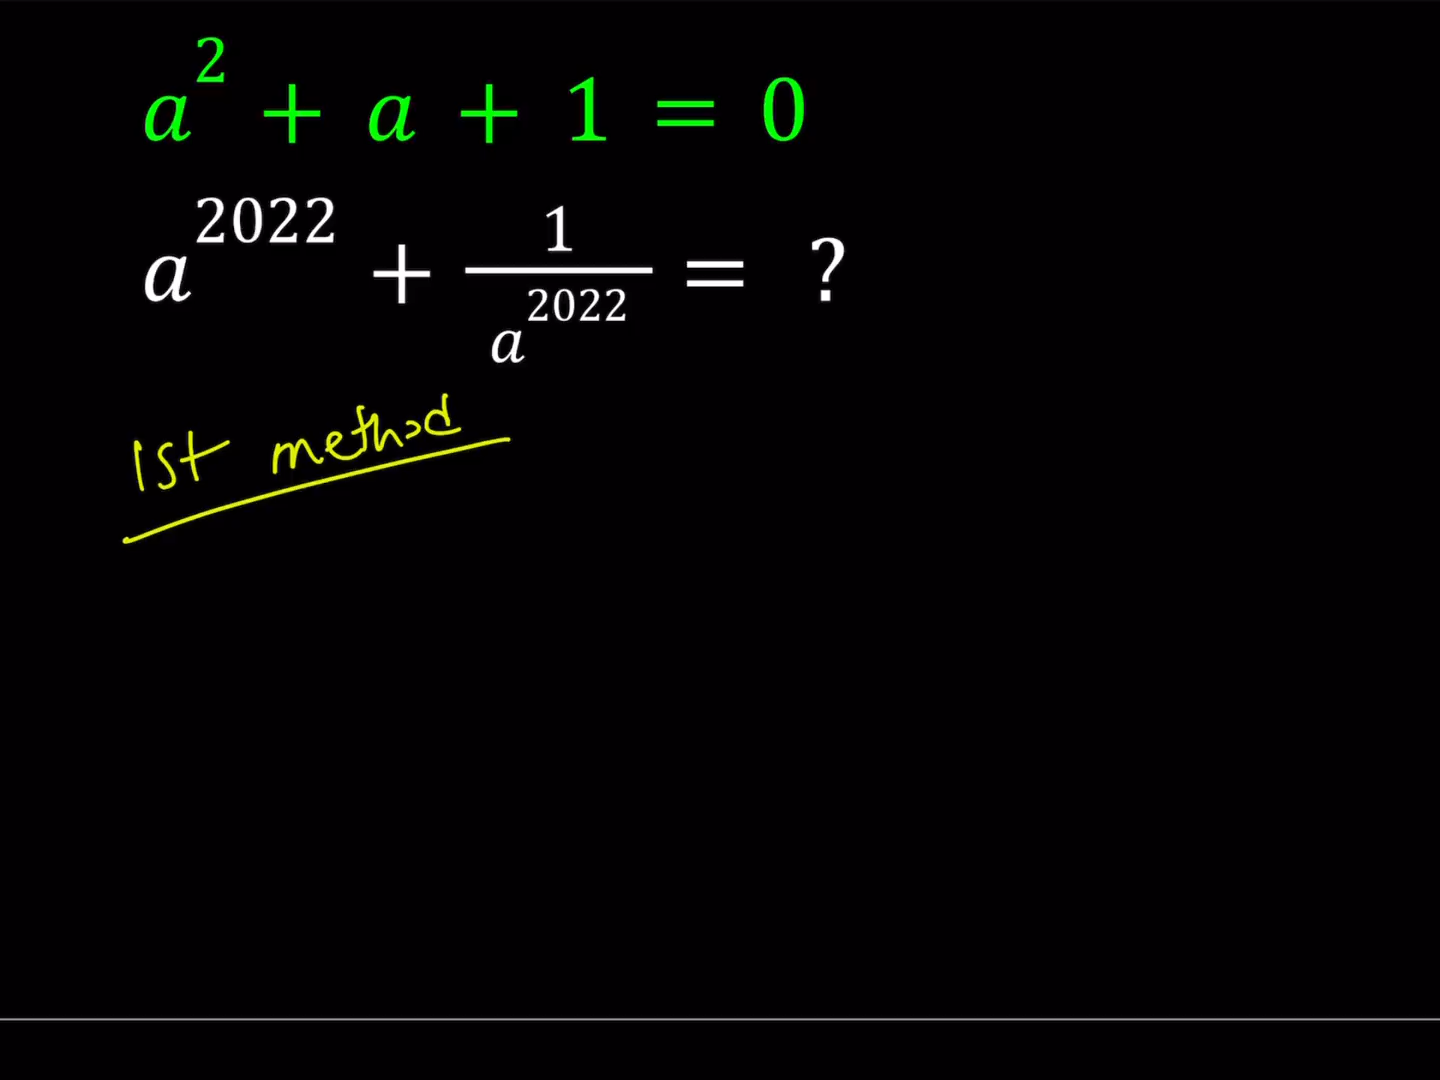 a² + a + 1 = 0
a²⁰²² + 1/a²⁰²² = ?
1st method